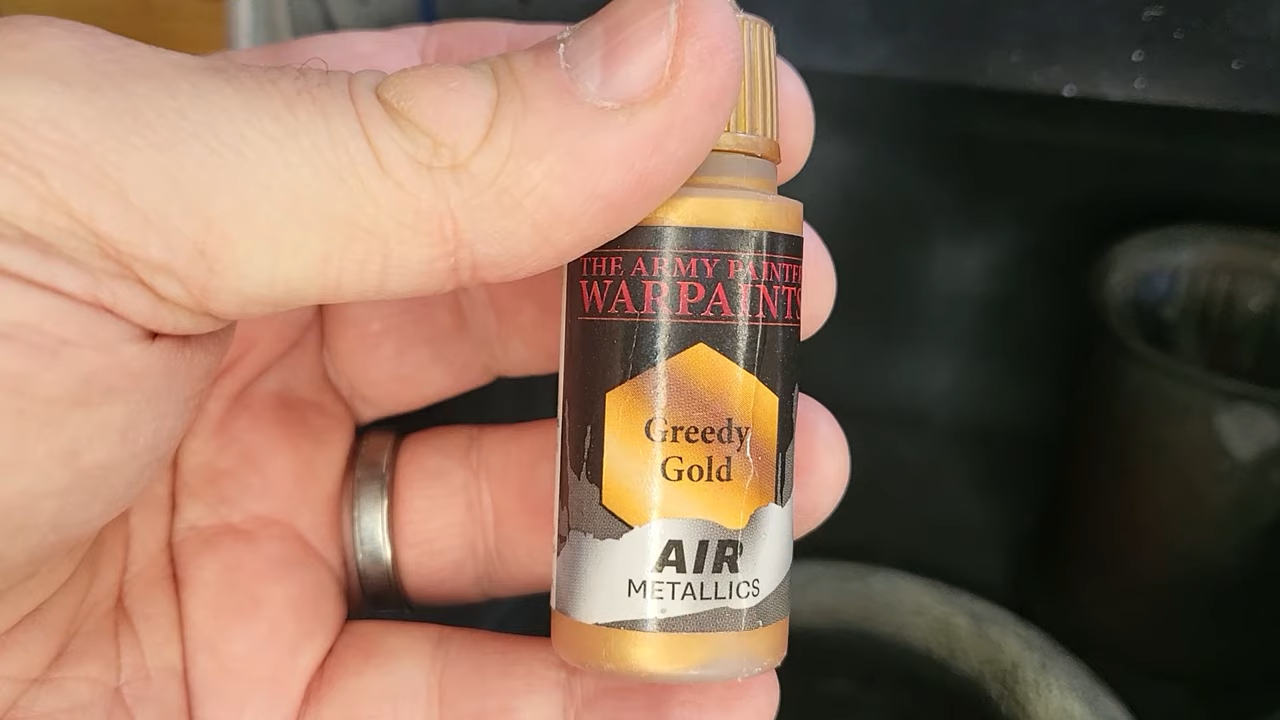 THE ARMY PAINTE
WARPAINTS
Greedy
Gold
AIR
METALLICS